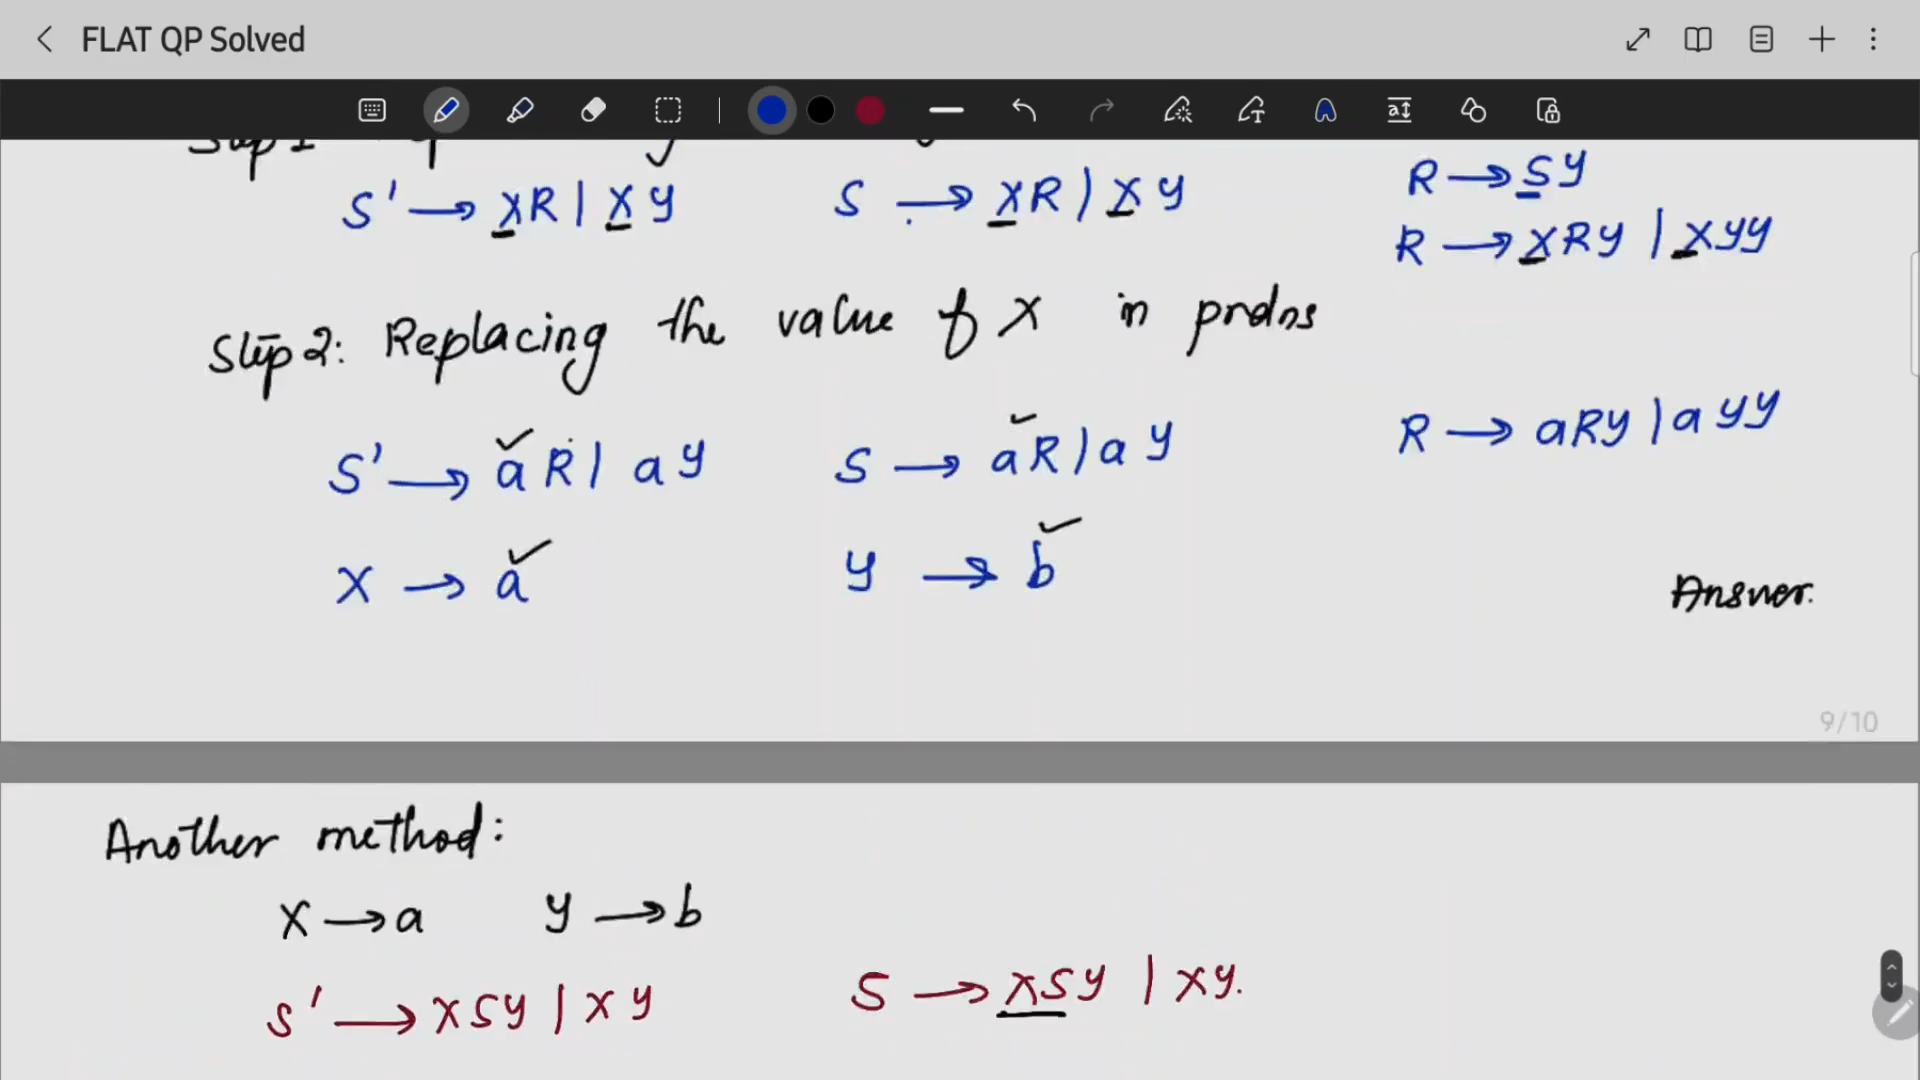 FLAT QP Solved
S' → XR | XY S → XR | XY R → SY
R → XRY | XYY
Step 2: Replacing the value of X in prdns
S' → aR | aY S → aR | aY R → aRY | aYY
X → a Y → b
Answer.
9/10
Another method:
X → a Y → b
S' → XSY | XY S → XSY | XY.